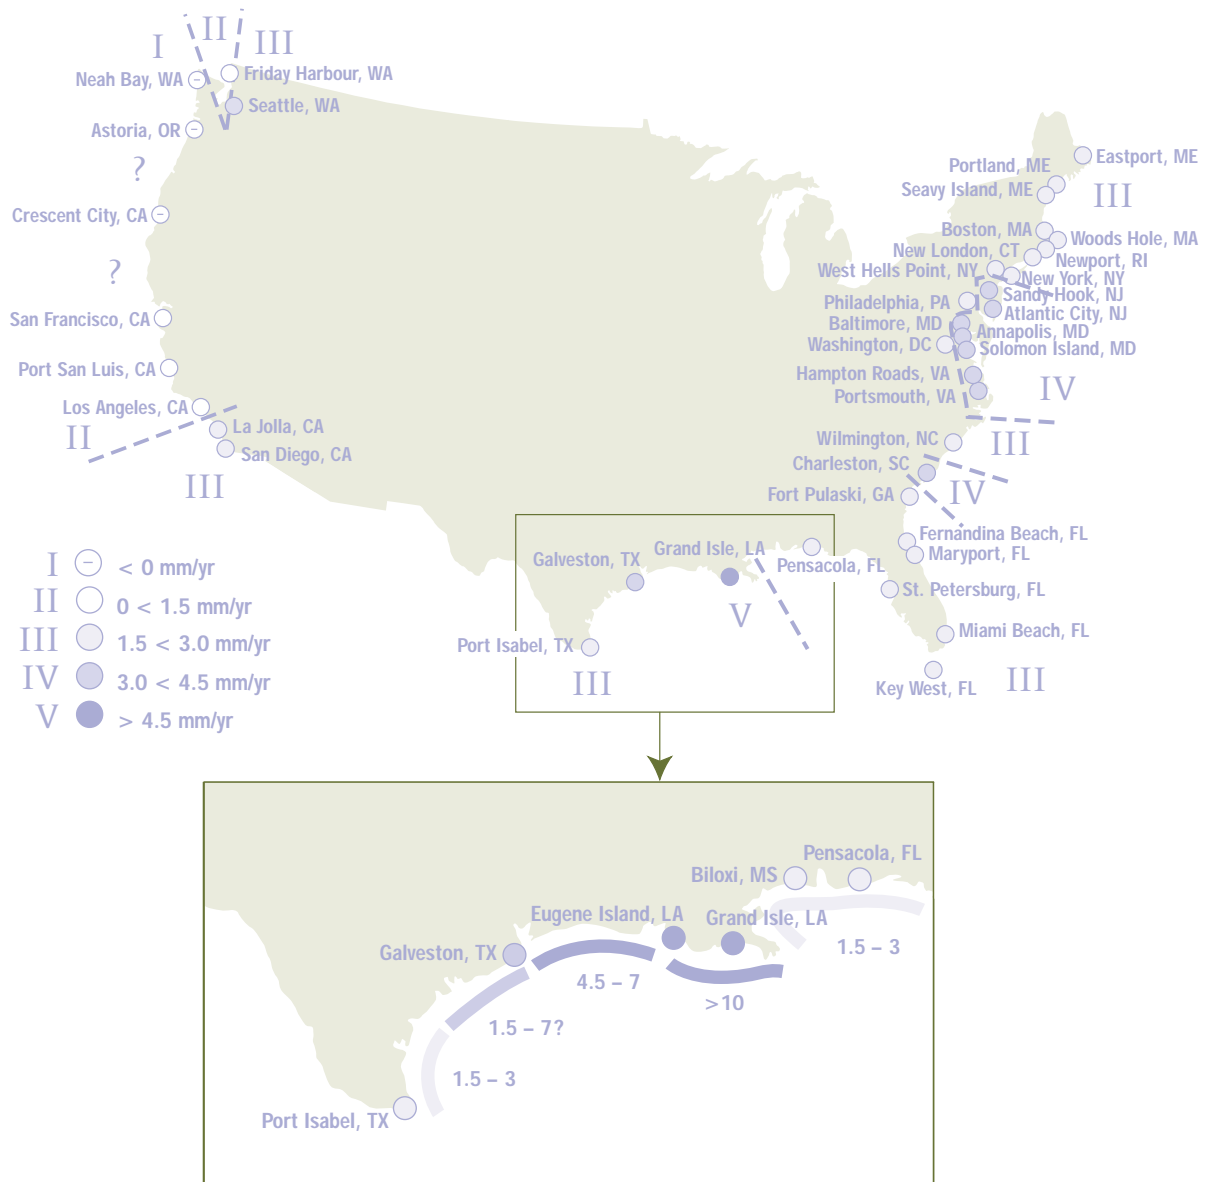 I
II
III
Neah Bay, WA
Friday Harbour, WA
Seattle, WA
Astoria, OR
?
Crescent City, CA
?
San Francisco, CA
Port San Luis, CA
Los Angeles, CA
II
La Jolla, CA
San Diego, CA
III
Portland, ME
Eastport, ME
Seavy Island, ME
III
Boston, MA
Woods Hole, MA
New London, CT
Newport, RI
West Hells Point, NY
New York, NY
Sandy Hook, NJ
Philadelphia, PA
Atlantic City, NJ
Baltimore, MD
Annapolis, MD
Washington, DC
Solomon Island, MD
Hampton Roads, VA
IV
Portsmouth, VA
Wilmington, NC
III
Charleston, SC
IV
Fort Pulaski, GA
Fernandina Beach, FL
Maryport, FL
Grand Isle, LA
Galveston, TX
Pensacola, FL
St. Petersburg, FL
V
Miami Beach, FL
Port Isabel, TX
III
Key West, FL
III
I – < 0 mm/yr
II 0 < 1.5 mm/yr
III 1.5 < 3.0 mm/yr
IV 3.0 < 4.5 mm/yr
V > 4.5 mm/yr
Pensacola, FL
Biloxi, MS
Eugene Island, LA
Grand Isle, LA
Galveston, TX
1.5 – 3
4.5 – 7
>10
1.5 – 7?
1.5 – 3
Port Isabel, TX